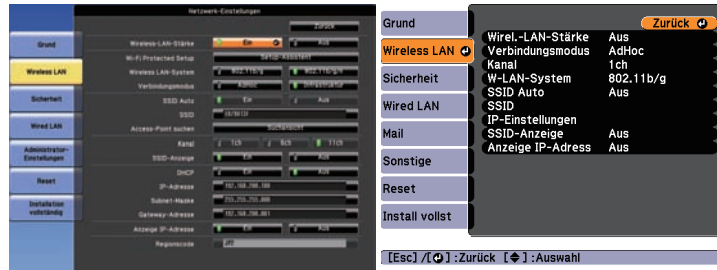 Netzwerk-Einstellungen
Zurück
Grund
Wireless LAN
Sicherheit
Wired LAN
Administrator-
Einstellungen
Reset
Installation
vollständig
Wireless-LAN-Stärke Ein Aus
Wi-Fi Protected Setup Setup-Assistent
Wireless LAN-System 802.11b/g 802.11b/g/n
Verbindungsmodus AdHoc Infrastruktur
SSID Auto Ein Aus
SSID
Access-Point suchen Suchansicht
Kanal 1ch 6ch 11ch
SSID-Anzeige Ein Aus
DHCP Ein Aus
IP-Adresse
Subnet-Maske
Gateway-Adresse
Anzeige IP-Adresse Ein Aus
Regionscode
Grund
Wireless LAN
Sicherheit
Wired LAN
Mail
Sonstige
Reset
Install vollst
Zurück
Wirel.-LAN-Stärke Aus
Verbindungsmodus AdHoc
Kanal 1ch
W-LAN-System 802.11b/g
SSID Auto Aus
SSID
IP-Einstellungen
SSID-Anzeige Aus
Anzeige IP-Adress Aus
[Esc] /[ ] :Zurück [ ] :Auswahl